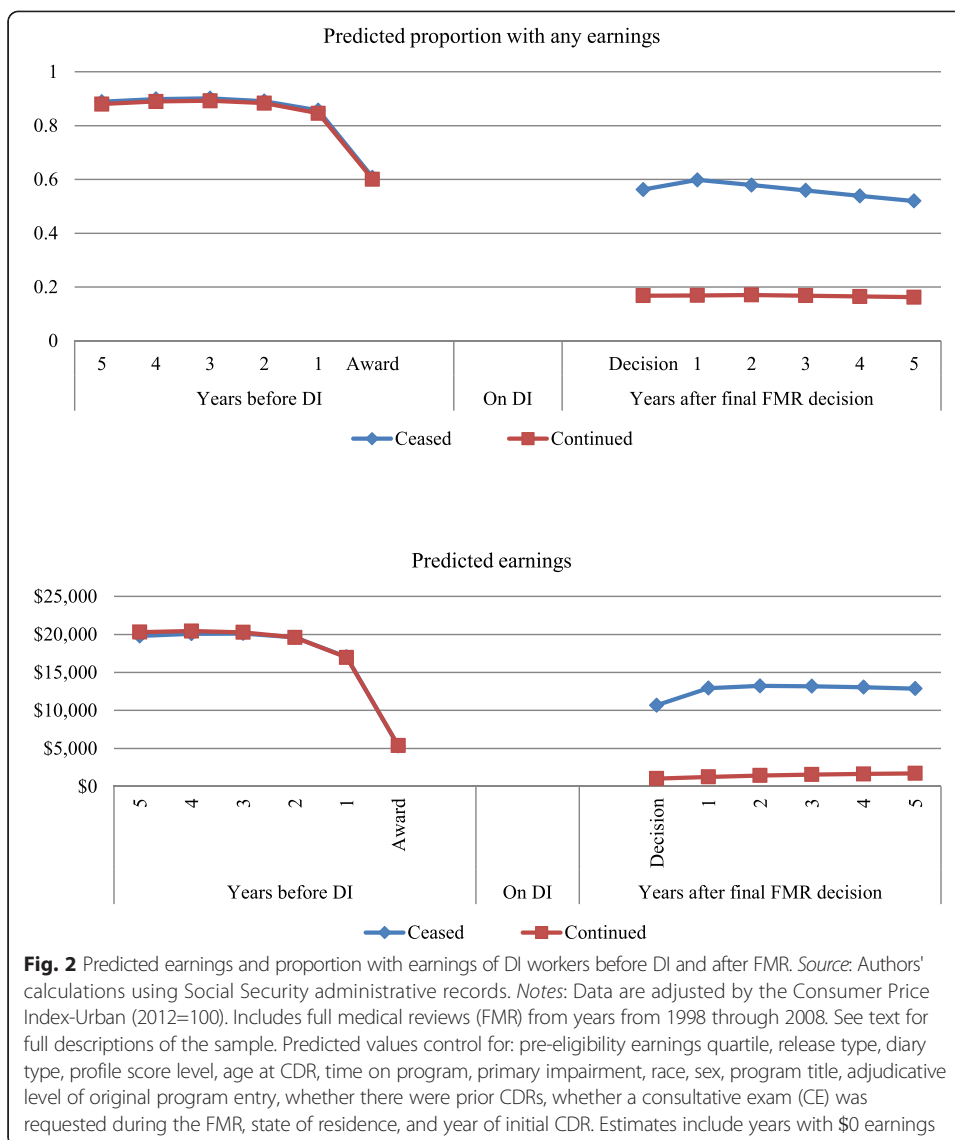 Predicted proportion with any earnings
1
0.8
0.6
0.4
0.2
0
5 4 3 2 1 Award Decision 1 2 3 4 5
Years before DI On DI Years after final FMR decision
Ceased Continued
Predicted earnings
$25,000
$20,000
$15,000
$10,000
$5,000
$0
5 4 3 2 1 Award Decision 1 2 3 4 5
Years before DI On DI Years after final FMR decision
Ceased Continued
Fig. 2 Predicted earnings and proportion with earnings of DI workers before DI and after FMR. Source: Authors'
calculations using Social Security administrative records. Notes: Data are adjusted by the Consumer Price
Index-Urban (2012=100). Includes full medical reviews (FMR) from years from 1998 through 2008. See text for
full descriptions of the sample. Predicted values control for: pre-eligibility earnings quartile, release type, diary
type, profile score level, age at CDR, time on program, primary impairment, race, sex, program title, adjudicative
level of original program entry, whether there were prior CDRs, whether a consultative exam (CE) was
requested during the FMR, state of residence, and year of initial CDR. Estimates include years with $0 earnings